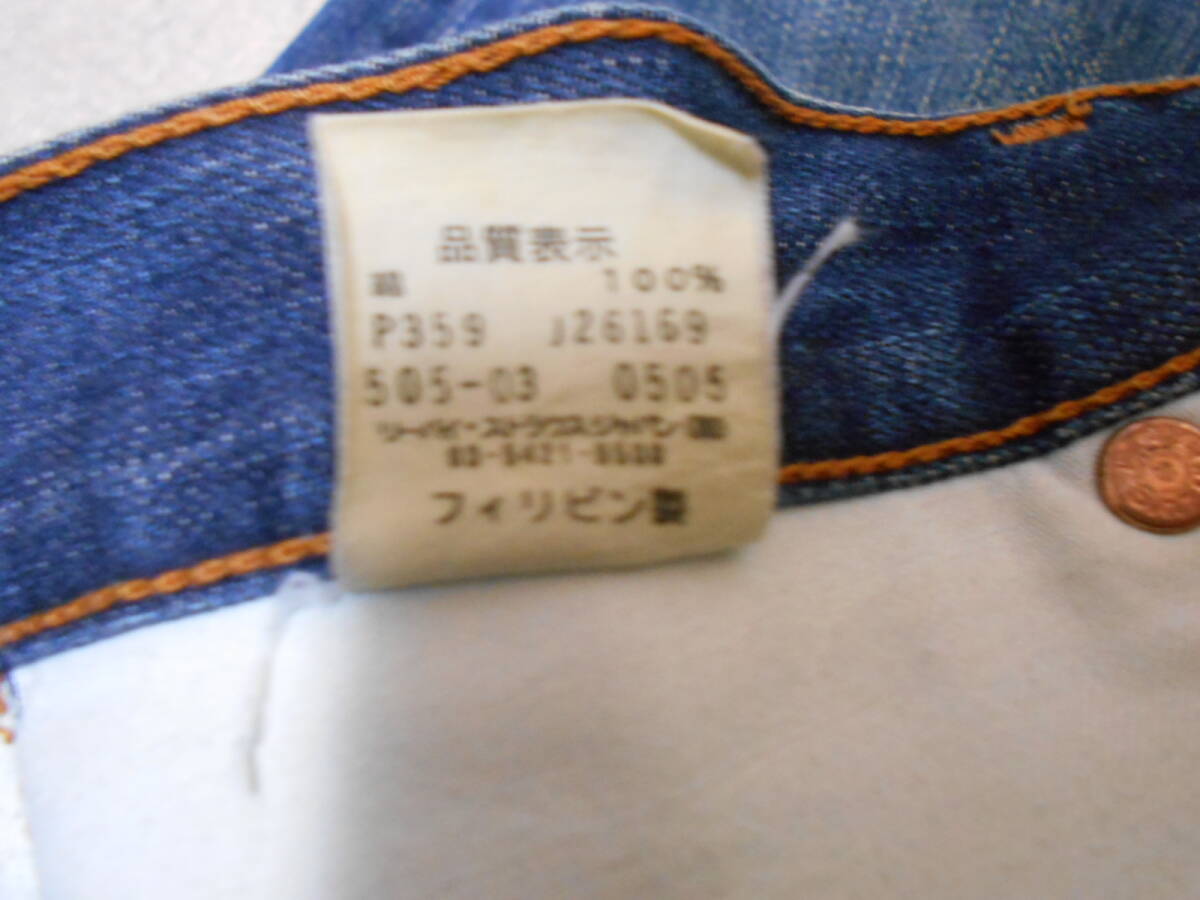 品質表示
綿 100%
P359 J26169
505-03 0505
リーバイ・ストラウスジャパン(株)
フィリピン製